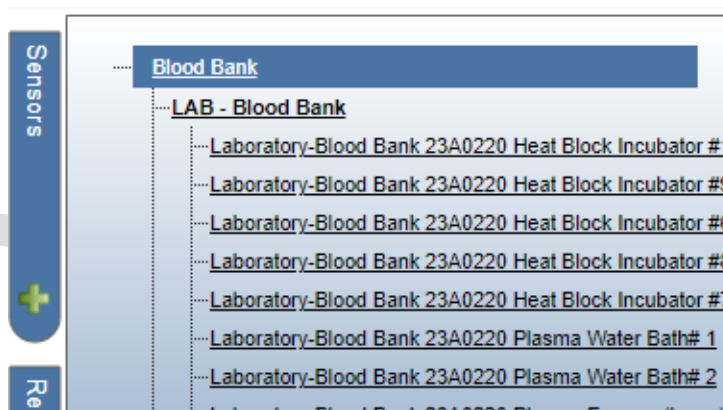 Sensors
Blood Bank
LAB - Blood Bank
Laboratory-Blood Bank 23A0220 Heat Block Incubator
Laboratory-Blood Bank 23A0220 Heat Block Incubator
Laboratory-Blood Bank 23A0220 Heat Block Incubator
Laboratory-Blood Bank 23A0220 Heat Block Incubator
Laboratory-Blood Bank 23A0220 Heat Block Incubator
Laboratory-Blood Bank 23A0220 Plasma Water Bath# 1
Laboratory-Blood Bank 23A0220 Plasma Water Bath# 2
Re